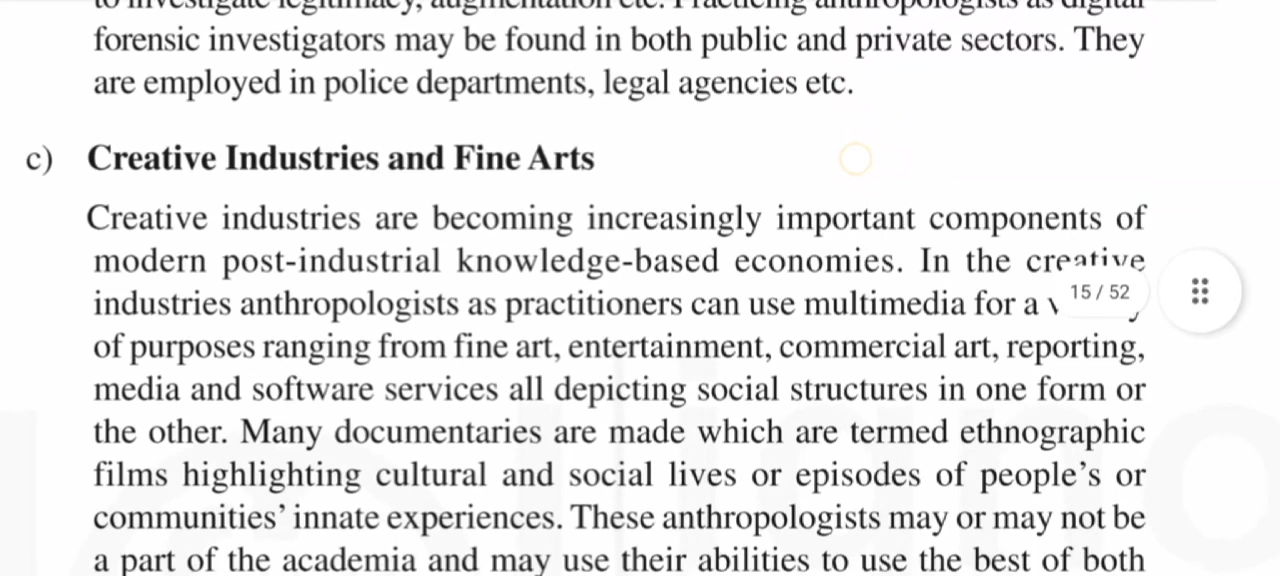 forensic investigators may be found in both public and private sectors. They
are employed in police departments, legal agencies etc.
c) Creative Industries and Fine Arts
Creative industries are becoming increasingly important components of
modern post-industrial knowledge-based economies. In the creative
industries anthropologists as practitioners can use multimedia for a
15 / 52
of purposes ranging from fine art, entertainment, commercial art, reporting,
media and software services all depicting social structures in one form or
the other. Many documentaries are made which are termed ethnographic
films highlighting cultural and social lives or episodes of people's or
communities' innate experiences. These anthropologists may or may not be
a part of the academia and may use their abilities to use the best of both